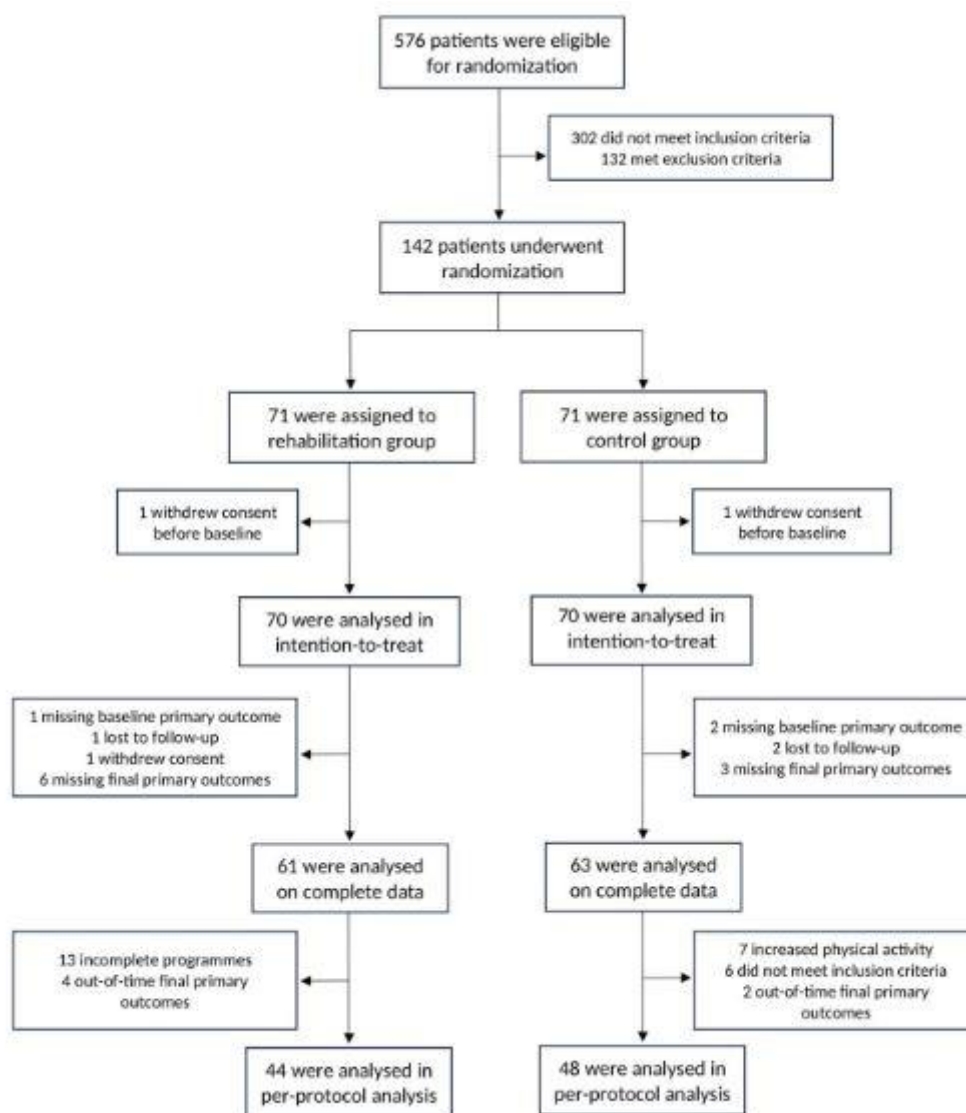 576 patients were eligible
for randomization
302 did not meet inclusion criteria
132 met exclusion criteria
142 patients underwent
randomization
71 were assigned to
rehabilitation group
71 were assigned to
control group
1 withdrew consent
before baseline
1 withdrew consent
before baseline
70 were analysed in
intention-to-treat
70 were analysed in
intention-to-treat
1 missing baseline primary outcome
1 lost to follow-up
1 withdrew consent
6 missing final primary outcomes
2 missing baseline primary outcome
2 lost to follow-up
3 missing final primary outcomes
61 were analysed
on complete data
63 were analysed
on complete data
13 incomplete programmes
4 out-of-time final primary
outcomes
7 increased physical activity
6 did not meet inclusion criteria
2 out-of-time final primary
outcomes
44 were analysed in
per-protocol analysis
48 were analysed in
per-protocol analysis